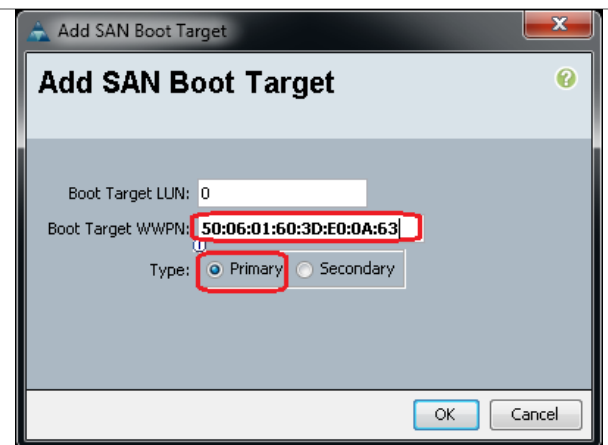 Add SAN Boot Target
Add SAN Boot Target
Boot Target LUN: 0
Boot Target WWPN: 50:06:01:60:3D:E0:0A:63
Type: Primary Secondary
OK Cancel